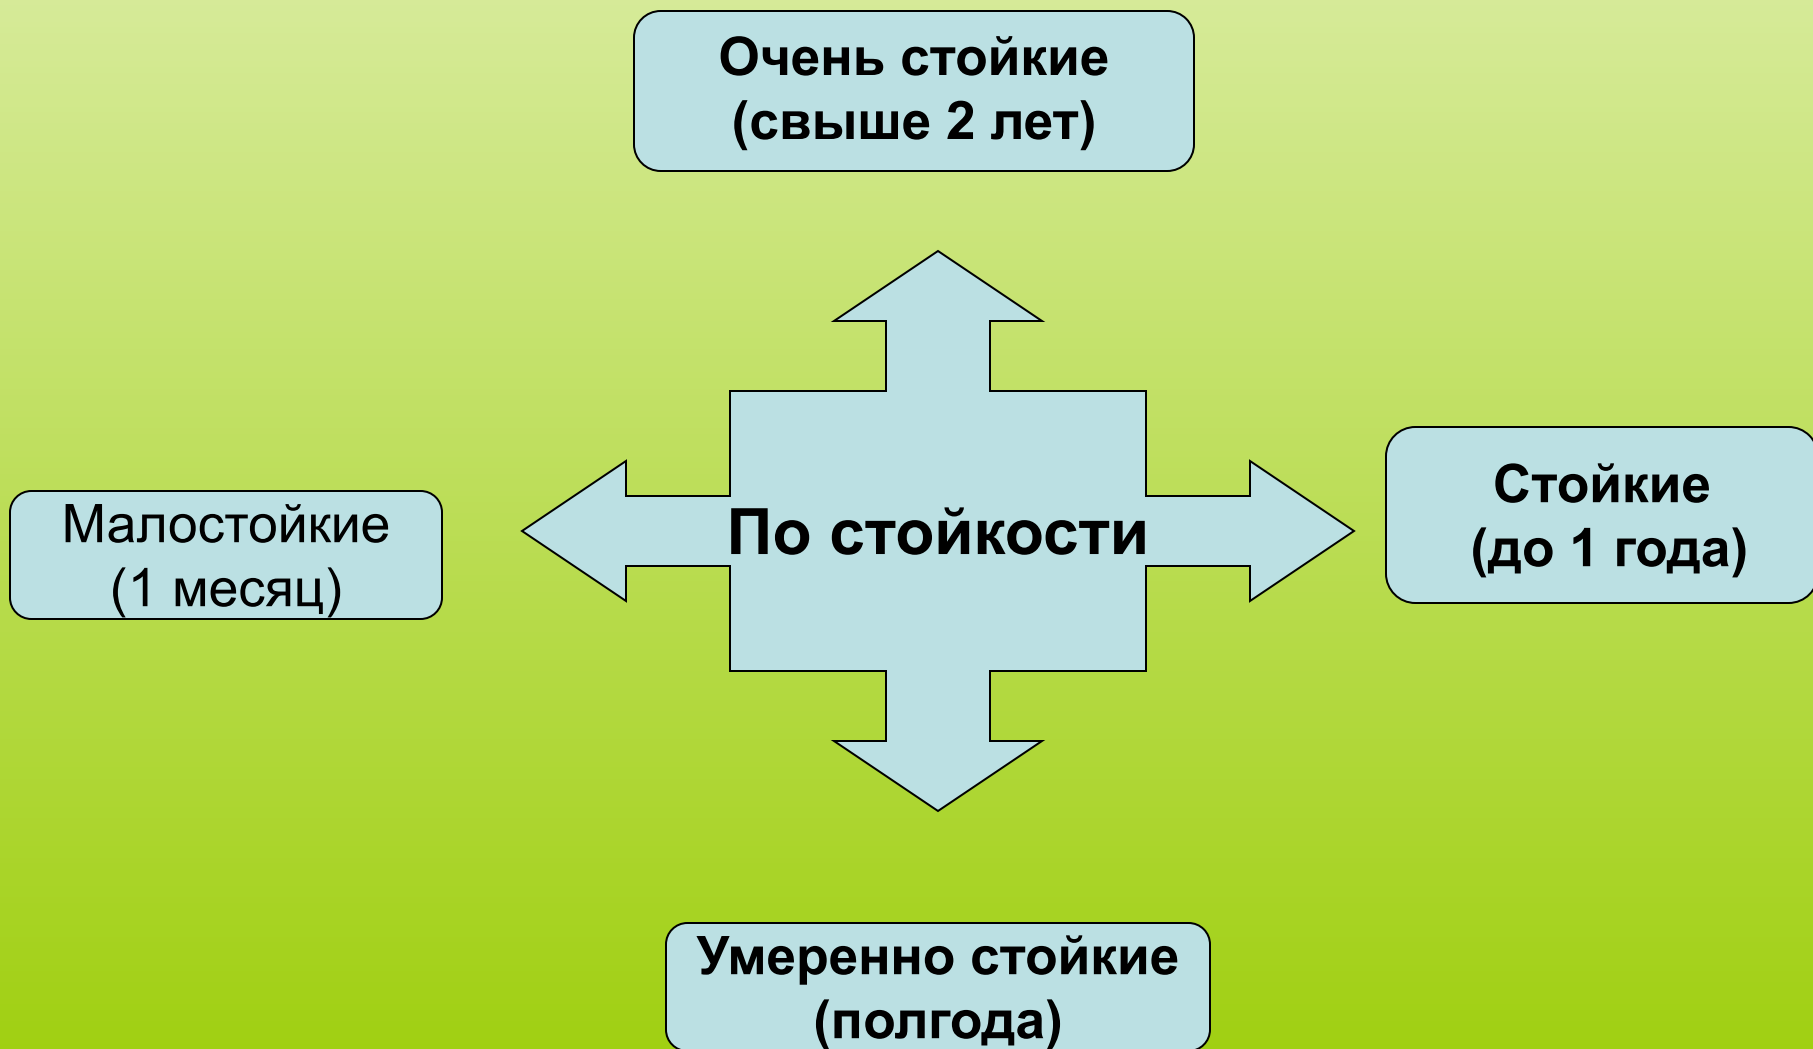 Очень стойкие
(свыше 2 лет)
Малостойкие
(1 месяц)
По стойкости
Стойкие
(до 1 года)
Умеренно стойкие
(полгода)